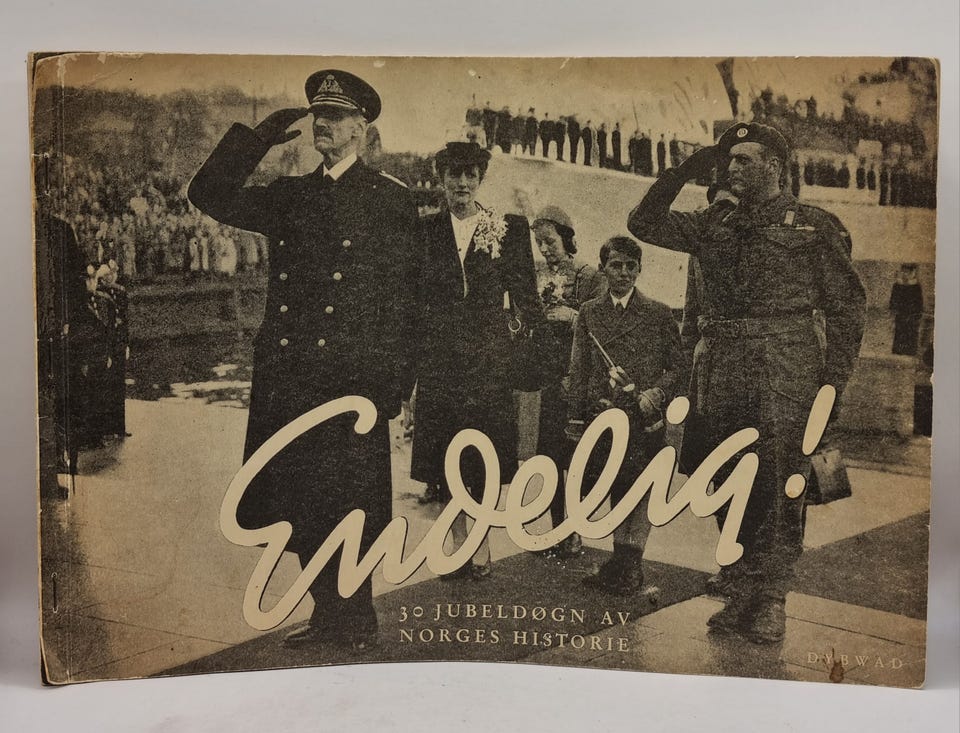 Endelig!
30 JUBELDØGN AV
NORGES HISTORIE
DYBWAD